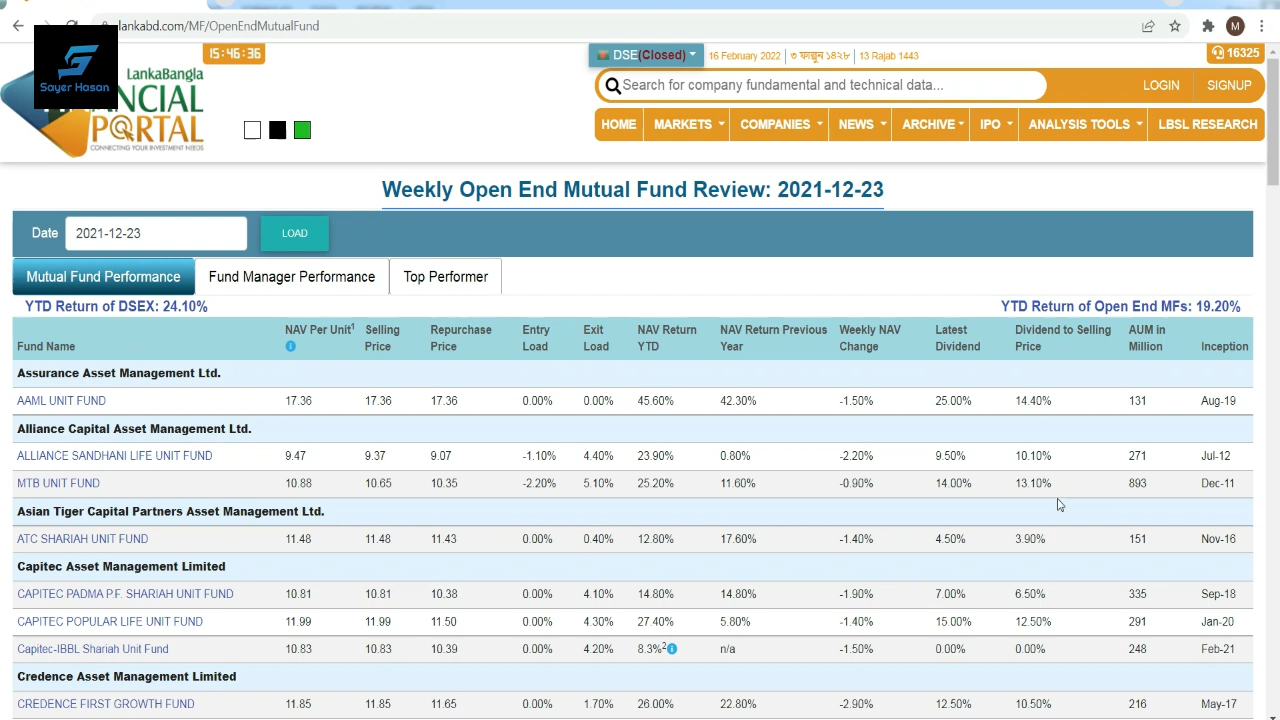 lankabd.com/MF/OpenEndMutualFund
M
Sayer Hasan
15:46:36
DSE(Closed)
16 February 2022 | ৩ ফাল্গুন ১৪২৮ | 13 Rajab 1443
16325
LankaBangla
FINANCIAL
PORTAL
CONNECTING YOUR INVESTMENT NEEDS
Search for company fundamental and technical data...
LOGIN SIGNUP
HOME MARKETS COMPANIES NEWS ARCHIVE IPO ANALYSIS TOOLS LBSL RESEARCH
Weekly Open End Mutual Fund Review: 2021-12-23
Date 2021-12-23 LOAD
Mutual Fund Performance Fund Manager Performance Top Performer
YTD Return of DSEX: 24.10% YTD Return of Open End MFs: 19.20%
Fund Name NAV Per Unit¹ Selling Price Repurchase Price Entry Load Exit Load NAV Return YTD NAV Return Previous Year Weekly NAV Change Latest Dividend Dividend to Selling Price AUM in Million Inception
Assurance Asset Management Ltd.
AAML UNIT FUND 17.36 17.36 17.36 0.00% 0.00% 45.60% 42.30% -1.50% 25.00% 14.40% 131 Aug-19
Alliance Capital Asset Management Ltd.
ALLIANCE SANDHANI LIFE UNIT FUND 9.47 9.37 9.07 -1.10% 4.40% 23.90% 0.80% -2.20% 9.50% 10.10% 271 Jul-12
MTB UNIT FUND 10.88 10.65 10.35 -2.20% 5.10% 25.20% 11.60% -0.90% 14.00% 13.10% 893 Dec-11
Asian Tiger Capital Partners Asset Management Ltd.
ATC SHARIAH UNIT FUND 11.48 11.48 11.43 0.00% 0.40% 12.80% 17.60% -1.40% 4.50% 3.90% 151 Nov-16
Capitec Asset Management Limited
CAPITEC PADMA P.F. SHARIAH UNIT FUND 10.81 10.81 10.38 0.00% 4.10% 14.80% 14.80% -1.90% 7.00% 6.50% 335 Sep-18
CAPITEC POPULAR LIFE UNIT FUND 11.99 11.99 11.50 0.00% 4.30% 27.40% 5.80% -1.40% 15.00% 12.50% 291 Jan-20
Capitec-IBBL Shariah Unit Fund 10.83 10.83 10.39 0.00% 4.20% 8.3%² n/a -1.50% 0.00% 0.00% 248 Feb-21
Credence Asset Management Limited
CREDENCE FIRST GROWTH FUND 11.85 11.85 11.65 0.00% 1.70% 26.00% 22.80% -2.90% 12.50% 10.50% 216 May-17